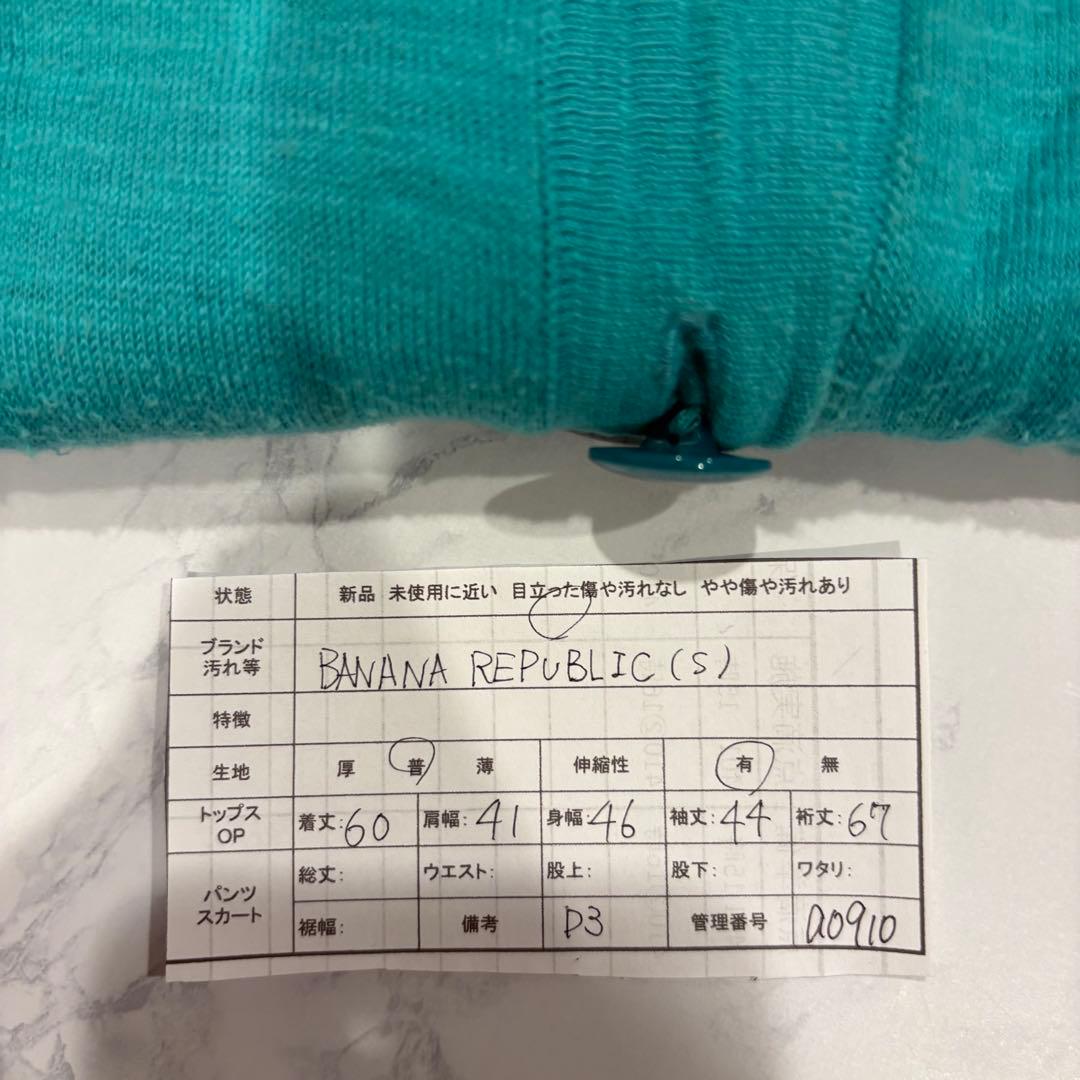 状態 新品 未使用に近い 目立った傷や汚れなし やや傷や汚れあり
ブランド
汚れ等 BANANA REPUBLIC (S)
特徴
生地 厚 普 薄 伸縮性 有 無
トップス
OP 着丈:60 肩幅:41 身幅:46 袖丈:44 裄丈:67
パンツ
スカート
総丈: ウエスト: 股上: 股下: ワタリ:
裾幅: 備考 D3 管理番号 a0910